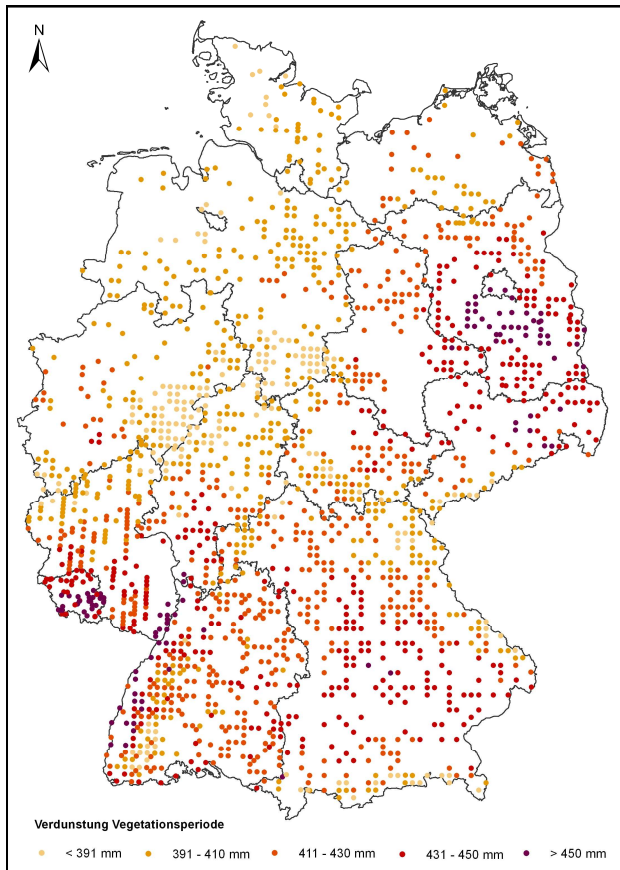 N
Verdunstung Vegetationsperiode
< 391 mm 391 - 410 mm 411 - 430 mm 431 - 450 mm > 450 mm